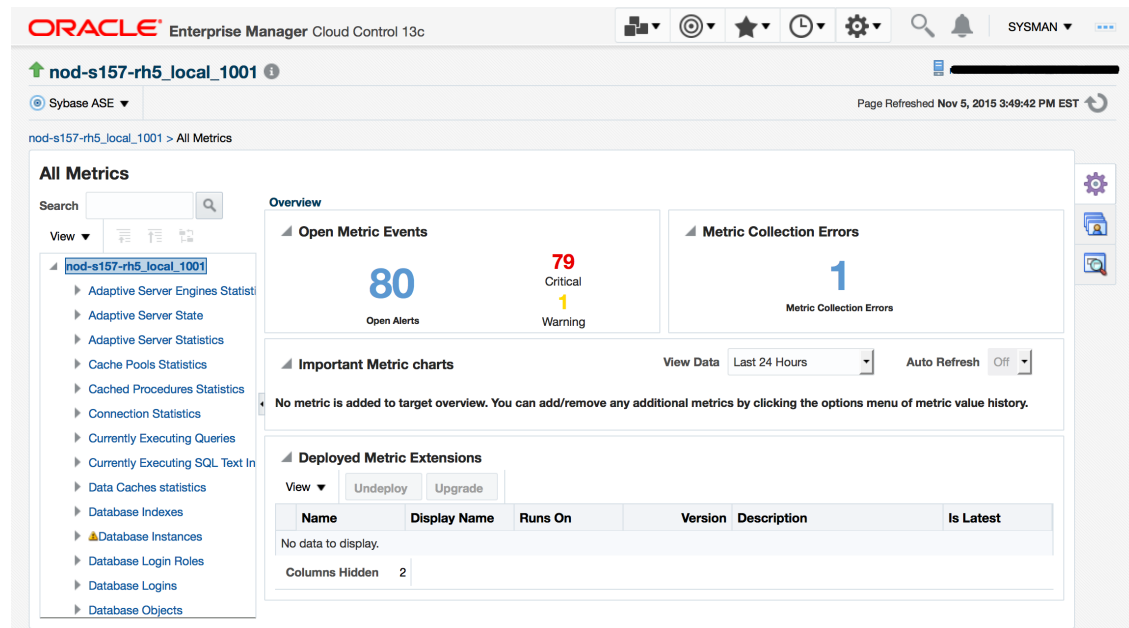 ORACLE Enterprise Manager Cloud Control 13c
SYSMAN
nod-s157-rh5_local_1001
Sybase ASE
Page Refreshed Nov 5, 2015 3:49:42 PM EST
nod-s157-rh5_local_1001 > All Metrics
All Metrics
Search
View
nod-s157-rh5_local_1001
Adaptive Server Engines Statisti
Adaptive Server State
Adaptive Server Statistics
Cache Pools Statistics
Cached Procedures Statistics
Connection Statistics
Currently Executing Queries
Currently Executing SQL Text In
Data Caches statistics
Database Indexes
Database Instances
Database Login Roles
Database Logins
Database Objects
Overview
Open Metric Events
80
Open Alerts
79
Critical
1
Warning
Metric Collection Errors
1
Metric Collection Errors
Important Metric charts
View Data Last 24 Hours
Auto Refresh Off
No metric is added to target overview. You can add/remove any additional metrics by clicking the options menu of metric value history.
Deployed Metric Extensions
View Undeploy Upgrade
Name Display Name Runs On Version Description Is Latest
No data to display.
Columns Hidden 2